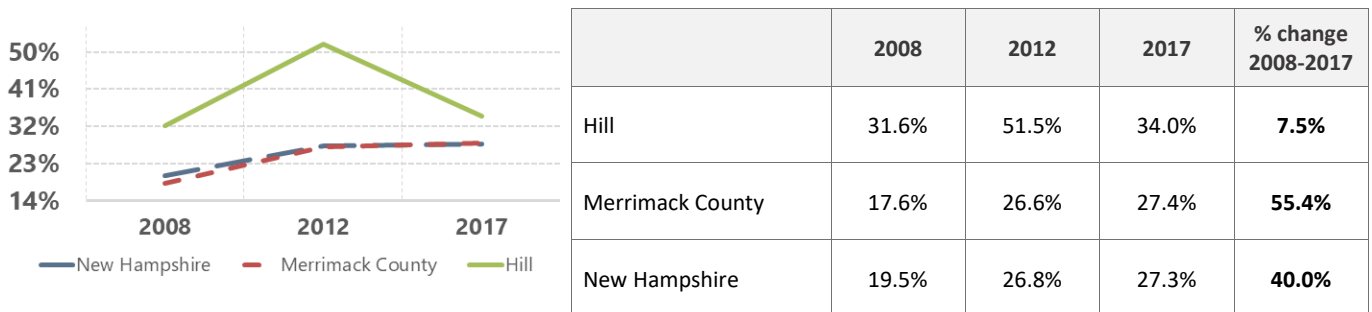 50%
41%
32%
23%
14%
2008 2012 2017
New Hampshire Merrimack County Hill
2008 2012 2017 % change
2008-2017
Hill 31.6% 51.5% 34.0% 7.5%
Merrimack County 17.6% 26.6% 27.4% 55.4%
New Hampshire 19.5% 26.8% 27.3% 40.0%